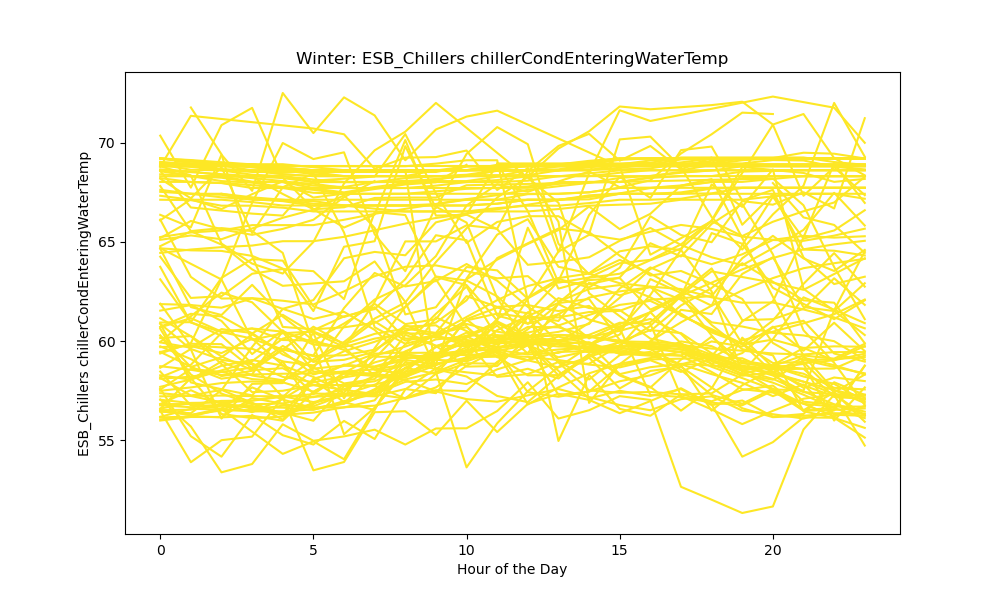 Winter: ESB_Chillers chillerCondEnteringWaterTemp
ESB_Chillers chillerCondEnteringWaterTemp
70
65
60
55
0 5 10 15 20
Hour of the Day